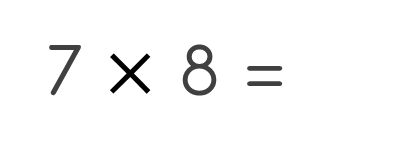 7 × 8 =